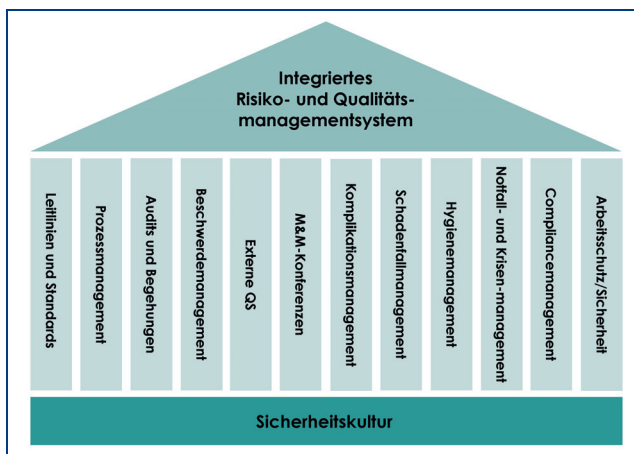 Integriertes
Risiko- und Qualitäts-
managementsystem
Leitlinien und Standards
Prozessmanagement
Audits und Begehungen
Beschwerdemanagement
Externe QS
M&M-Konferenzen
Komplikationsmanagement
Schadenfallmanagement
Hygienemanagement
Notfall- und Krisen-management
Compliancemanagement
Arbeitsschutz/Sicherheit
Sicherheitskultur